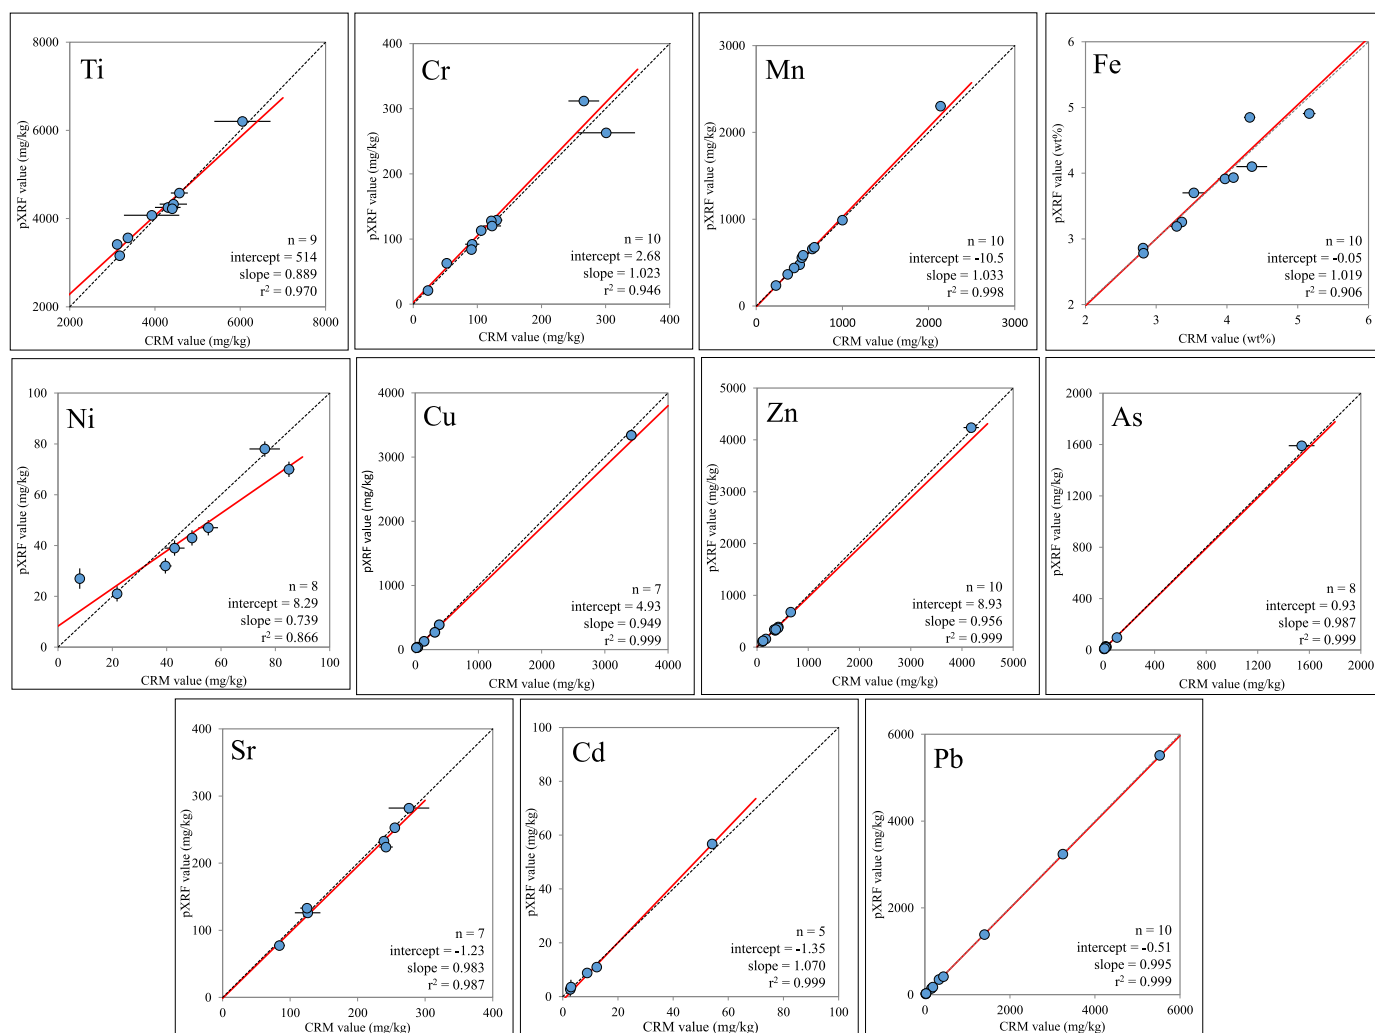 Ti
pXRF value (mg/kg)
8000
6000
4000
2000
2000 4000 6000 8000
CRM value (mg/kg)
n = 9
intercept = 514
slope = 0.889
r² = 0.970
Cr
pXRF value (mg/kg)
400
300
200
100
0
0 100 200 300 400
CRM value (mg/kg)
n = 10
intercept = 2.68
slope = 1.023
r² = 0.946
Mn
pXRF value (mg/kg)
3000
2000
1000
0
0 1000 2000 3000
CRM value (mg/kg)
n = 10
intercept = -10.5
slope = 1.033
r² = 0.998
Fe
pXRF value (wt%)
6
5
4
3
2
2 3 4 5 6
CRM value (wt%)
n = 10
intercept = -0.05
slope = 1.019
r² = 0.906
Ni
pXRF value (mg/kg)
100
80
60
40
20
0
0 20 40 60 80 100
CRM value (mg/kg)
n = 8
intercept = 8.29
slope = 0.739
r² = 0.866
Cu
pXRF value (mg/kg)
4000
3000
2000
1000
0
0 1000 2000 3000 4000
CRM value (mg/kg)
n = 7
intercept = 4.93
slope = 0.949
r² = 0.999
Zn
pXRF value (mg/kg)
5000
4000
3000
2000
1000
0
0 1000 2000 3000 4000 5000
CRM value (mg/kg)
n = 10
intercept = 8.93
slope = 0.956
r² = 0.999
As
pXRF value (mg/kg)
2000
1600
1200
800
400
0
0 400 800 1200 1600 2000
CRM value (mg/kg)
n = 8
intercept = 0.93
slope = 0.987
r² = 0.999
Sr
pXRF value (mg/kg)
400
300
200
100
0
0 100 200 300 400
CRM value (mg/kg)
n = 7
intercept = -1.23
slope = 0.983
r² = 0.987
Cd
pXRF value (mg/kg)
100
80
60
40
20
0
0 20 40 60 80 100
CRM value (mg/kg)
n = 5
intercept = -1.35
slope = 1.070
r² = 0.999
Pb
pXRF value (mg/kg)
6000
4000
2000
0
0 2000 4000 6000
CRM value (mg/kg)
n = 10
intercept = -0.51
slope = 0.995
r² = 0.999